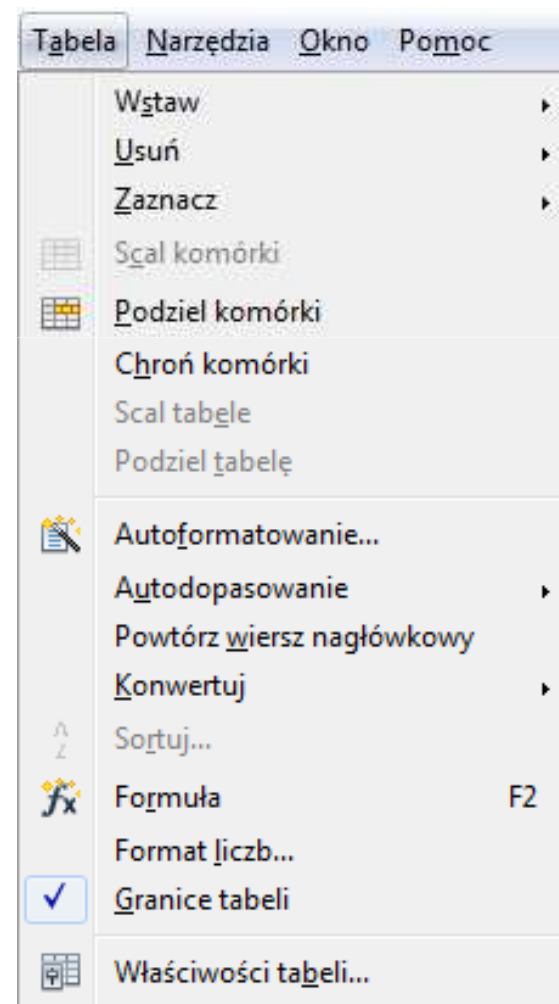 Tabela Narzędzia Okno Pomoc
Wstaw
Usuń
Zaznacz
Scal komórki
Podziel komórki
Chroń komórki
Scal tabele
Podziel tabelę
Autoformatowanie...
Autodopasowanie
Powtórz wiersz nagłówkowy
Konwertuj
A
Z
Sortuj...
fx
Formuła F2
Format liczb...
Granice tabeli
Właściwości tabeli...